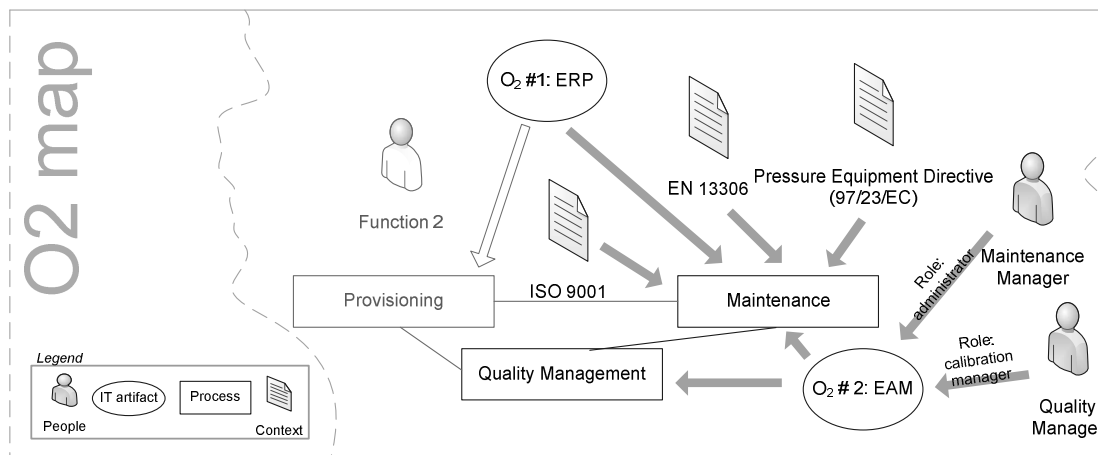 O2 map
O₂ #1: ERP
Function 2
EN 13306
Pressure Equipment Directive
(97/23/EC)
Maintenance
Manager
Role:
administrator
ISO 9001
Provisioning
Maintenance
Quality Management
O₂ # 2: EAM
Role:
calibration
manager
Quality
Manage
Legend
People
IT artifact
Process
Context